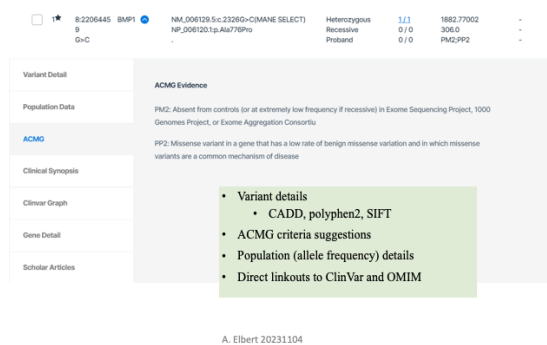 1★ 8:2206445 BMP1 NM_006129.5:c.2326G>C(MANE SELECT) Heterozygous 1/1 1882.77002 -
9 NP_006120.1:p.Ala776Pro Recessive 0 / 0 306.0 -
G>C . Proband 0 / 0 PM2;PP2 -
Variant Detail
Population Data
ACMG
Clinical Synopsis
Clinvar Graph
Gene Detail
Scholar Articles
ACMG Evidence
PM2: Absent from controls (or at extremely low frequency if recessive) in Exome Sequencing Project, 1000
Genomes Project, or Exome Aggregation Consortiu
PP2: Missense variant in a gene that has a low rate of benign missense variation and in which missense
variants are a common mechanism of disease
• Variant details
• CADD, polyphen2, SIFT
• ACMG criteria suggestions
• Population (allele frequency) details
• Direct linkouts to ClinVar and OMIM
A. Elbert 20231104